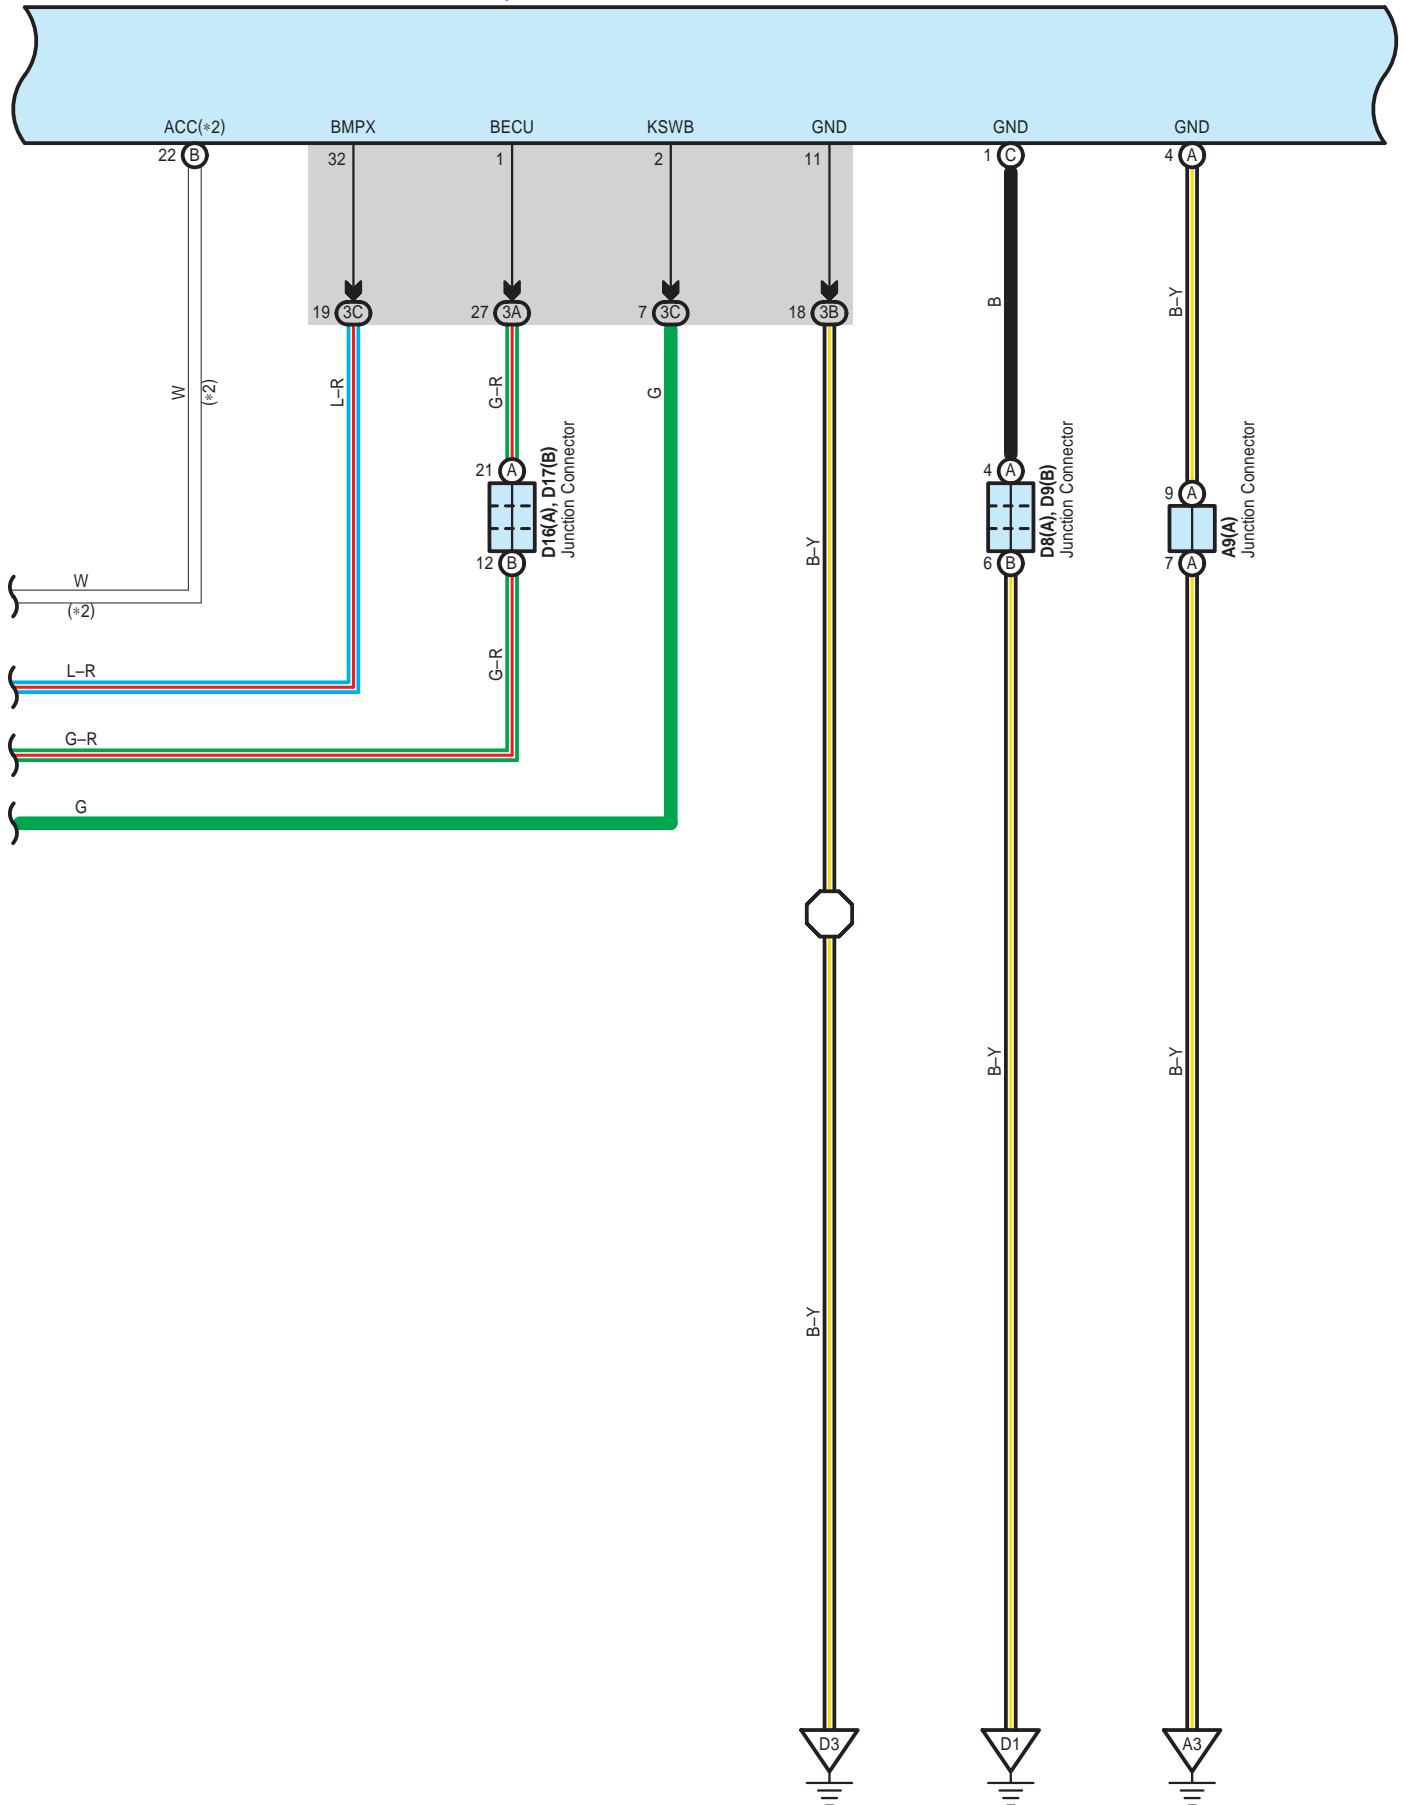 ACC(∗2) BMPX BECU KSWB GND GND GND
22 B 32 1 2 11 1 C 4 A
19 3C 27 3A 7 3C 18 3B
B B–Y
W (∗2) L–R G–R G
21 A 4 A 9 A
D16(A), D17(B)
Junction Connector
D8(A), D9(B)
Junction Connector
A9(A)
Junction Connector
B–Y
12 B 6 B 7 A
W
(∗2)
L–R G–R
G–R
G
B–Y B–Y
B–Y
D3 D1 A3